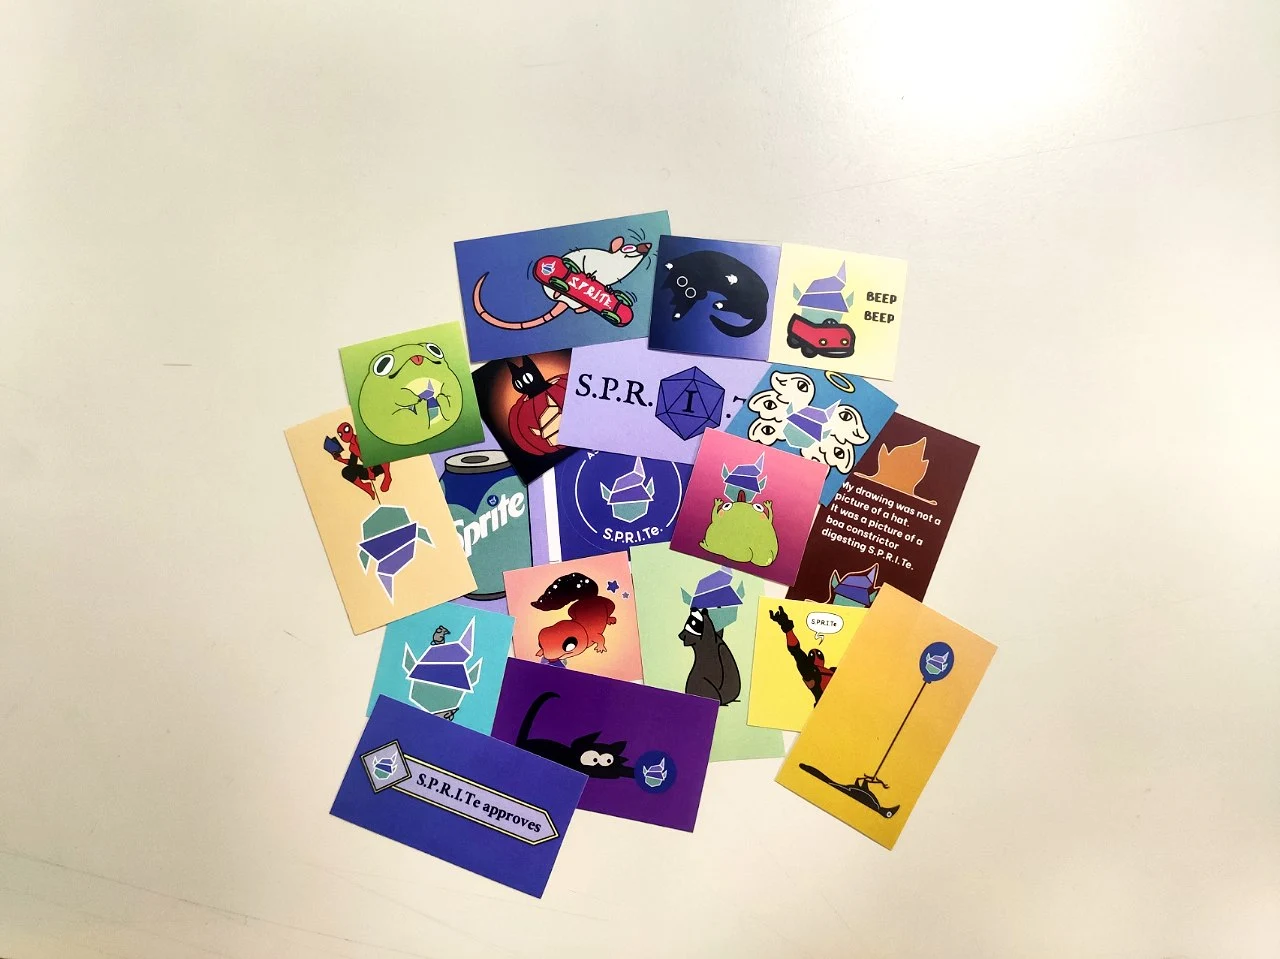 S.P.R.I.TE
BEEP
BEEP
S.P.R.I.T
Sprite
S.P.R.I.Te.
My drawing was not a
picture of a hat.
It was a picture of a
boa constrictor
digesting S.P.R.I.Te.
S.P.R.I.Te
S.P.R.I.Te approves